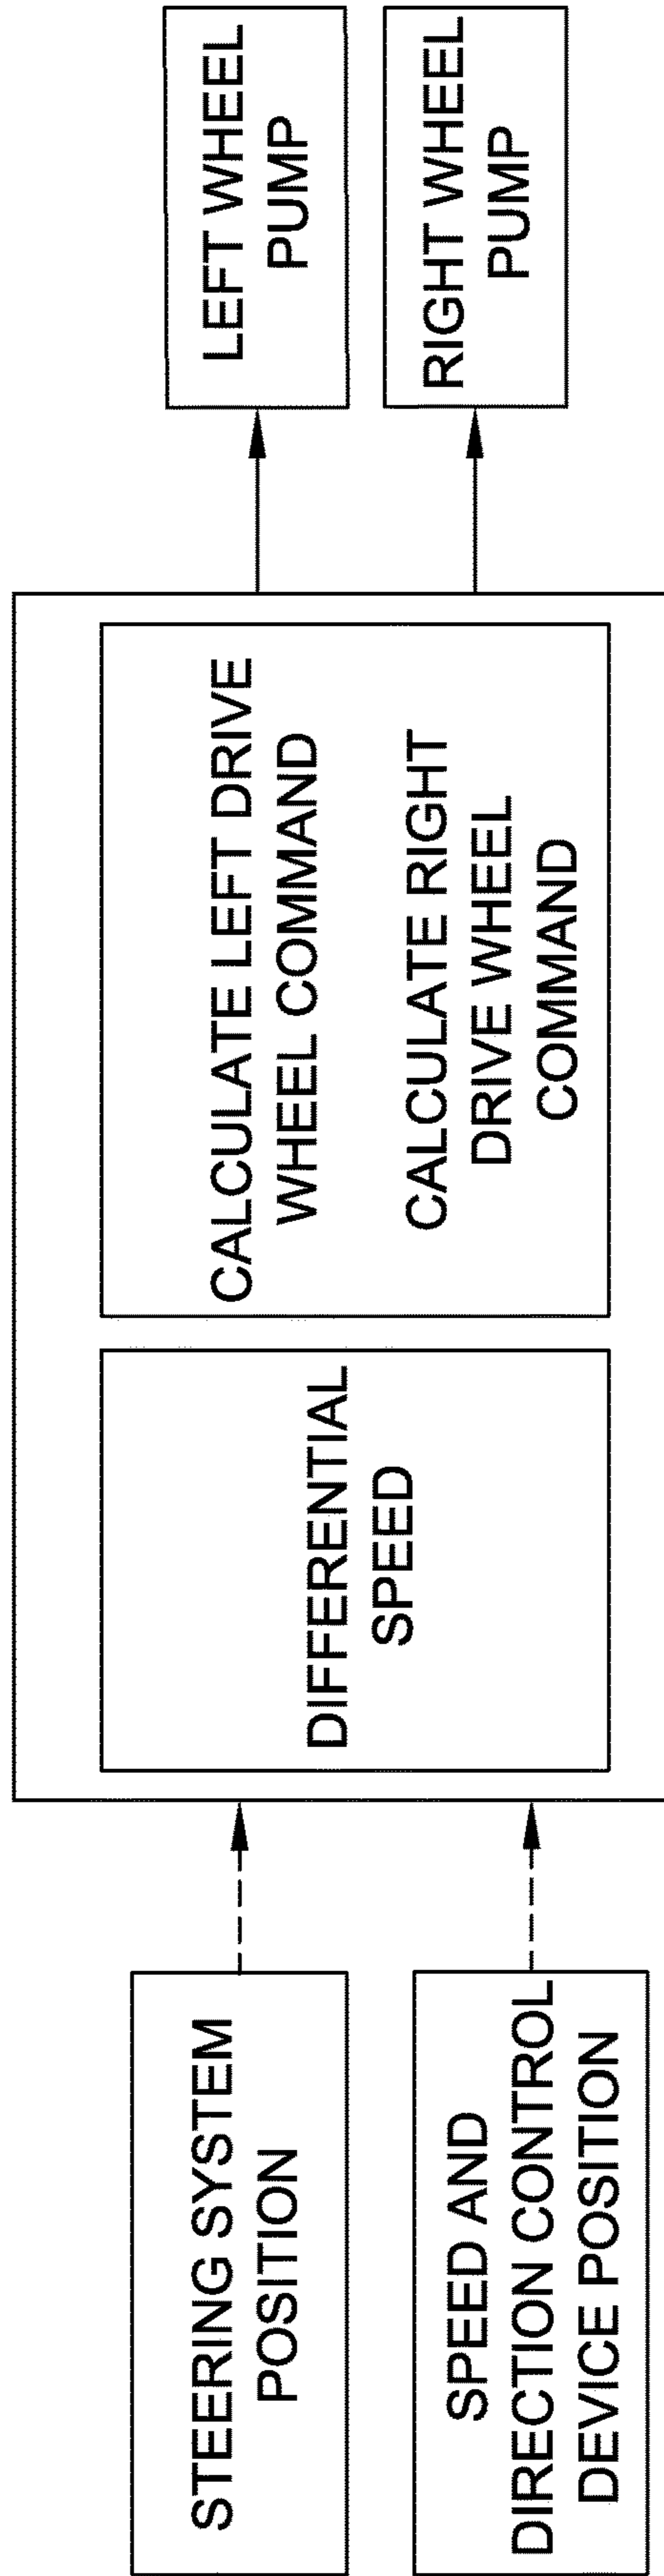 STEERING SYSTEM
POSITION
SPEED AND
DIRECTION CONTROL
DEVICE POSITION
DIFFERENTIAL
SPEED
CALCULATE LEFT DRIVE
WHEEL COMMAND
CALCULATE RIGHT
DRIVE WHEEL
COMMAND
LEFT WHEEL
PUMP
RIGHT WHEEL
PUMP